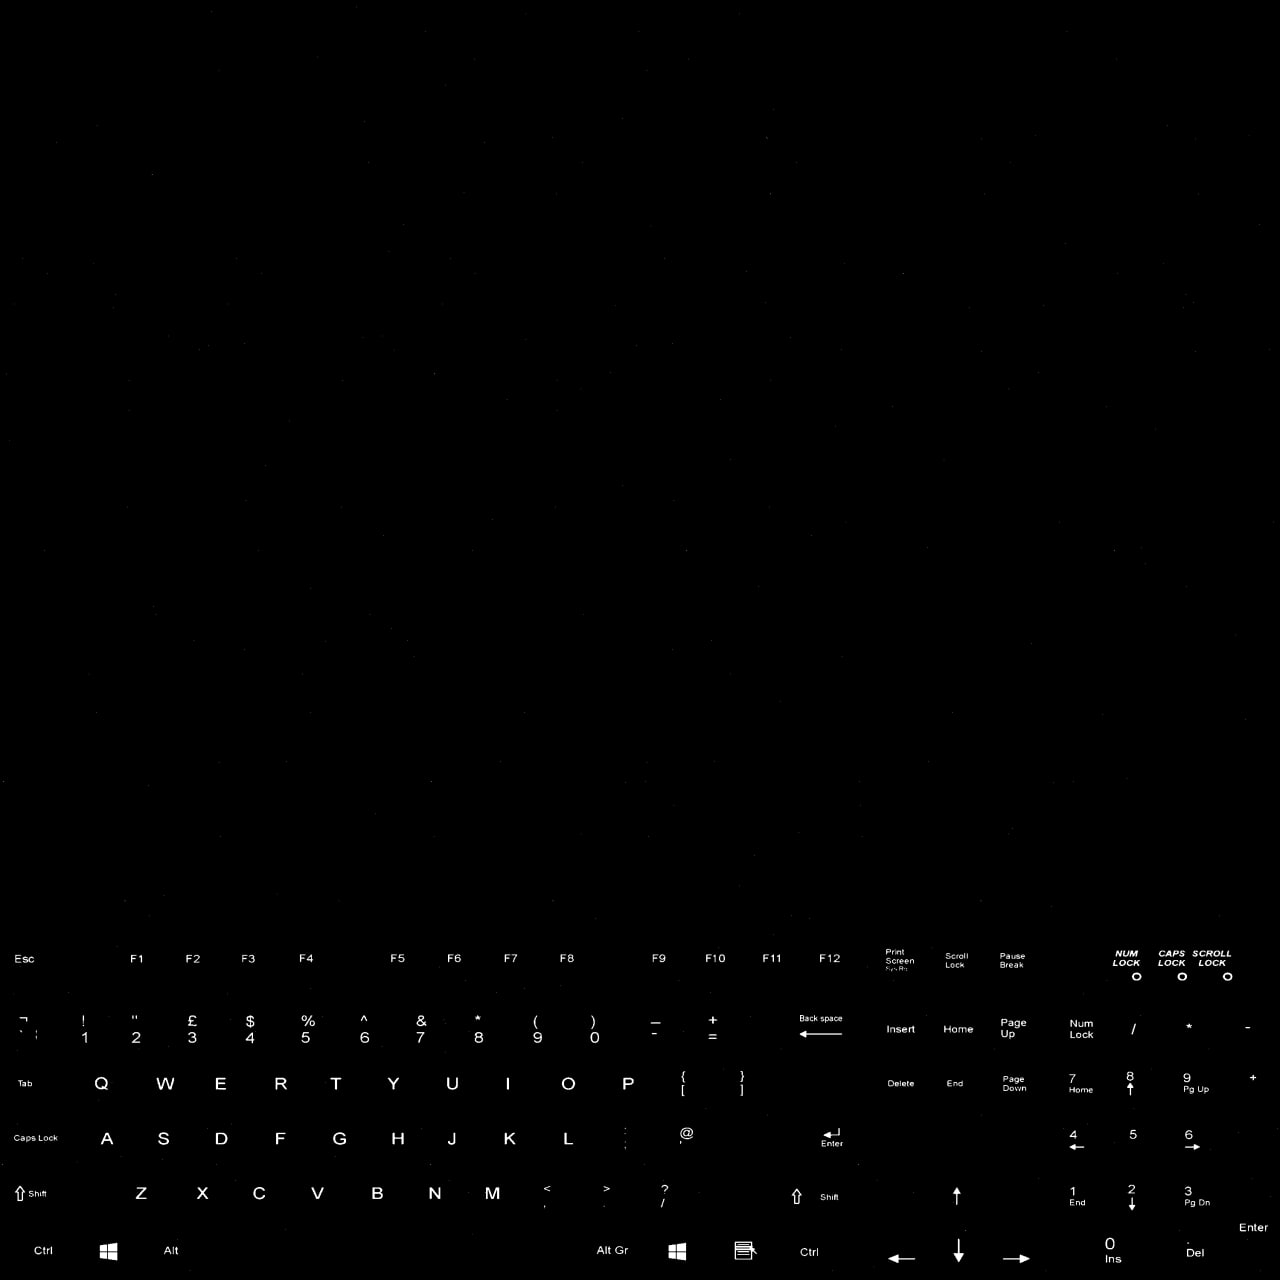 Esc F1 F2 F3 F4 F5 F6 F7 F8 F9 F10 F11 F12 Print Screen Scroll Lock Pause Break NUM LOCK CAPS LOCK SCROLL LOCK
¬ ! " £ $ % ^ & * ( ) _ + Back space
` ¦ 1 2 3 4 5 6 7 8 9 0 - = Insert Home Page Up Num Lock / * -
Tab Q W E R T Y U I O P { [ } ] Delete End Page Down 7 Home 8 9 Pg Up +
Caps Lock A S D F G H J K L : ; @ ' Enter 4 5 6
Shift Z X C V B N M < , > . ? / Shift 1 End 2 3 Pg Dn
Enter
Ctrl Alt Alt Gr Ctrl 0 Ins . Del